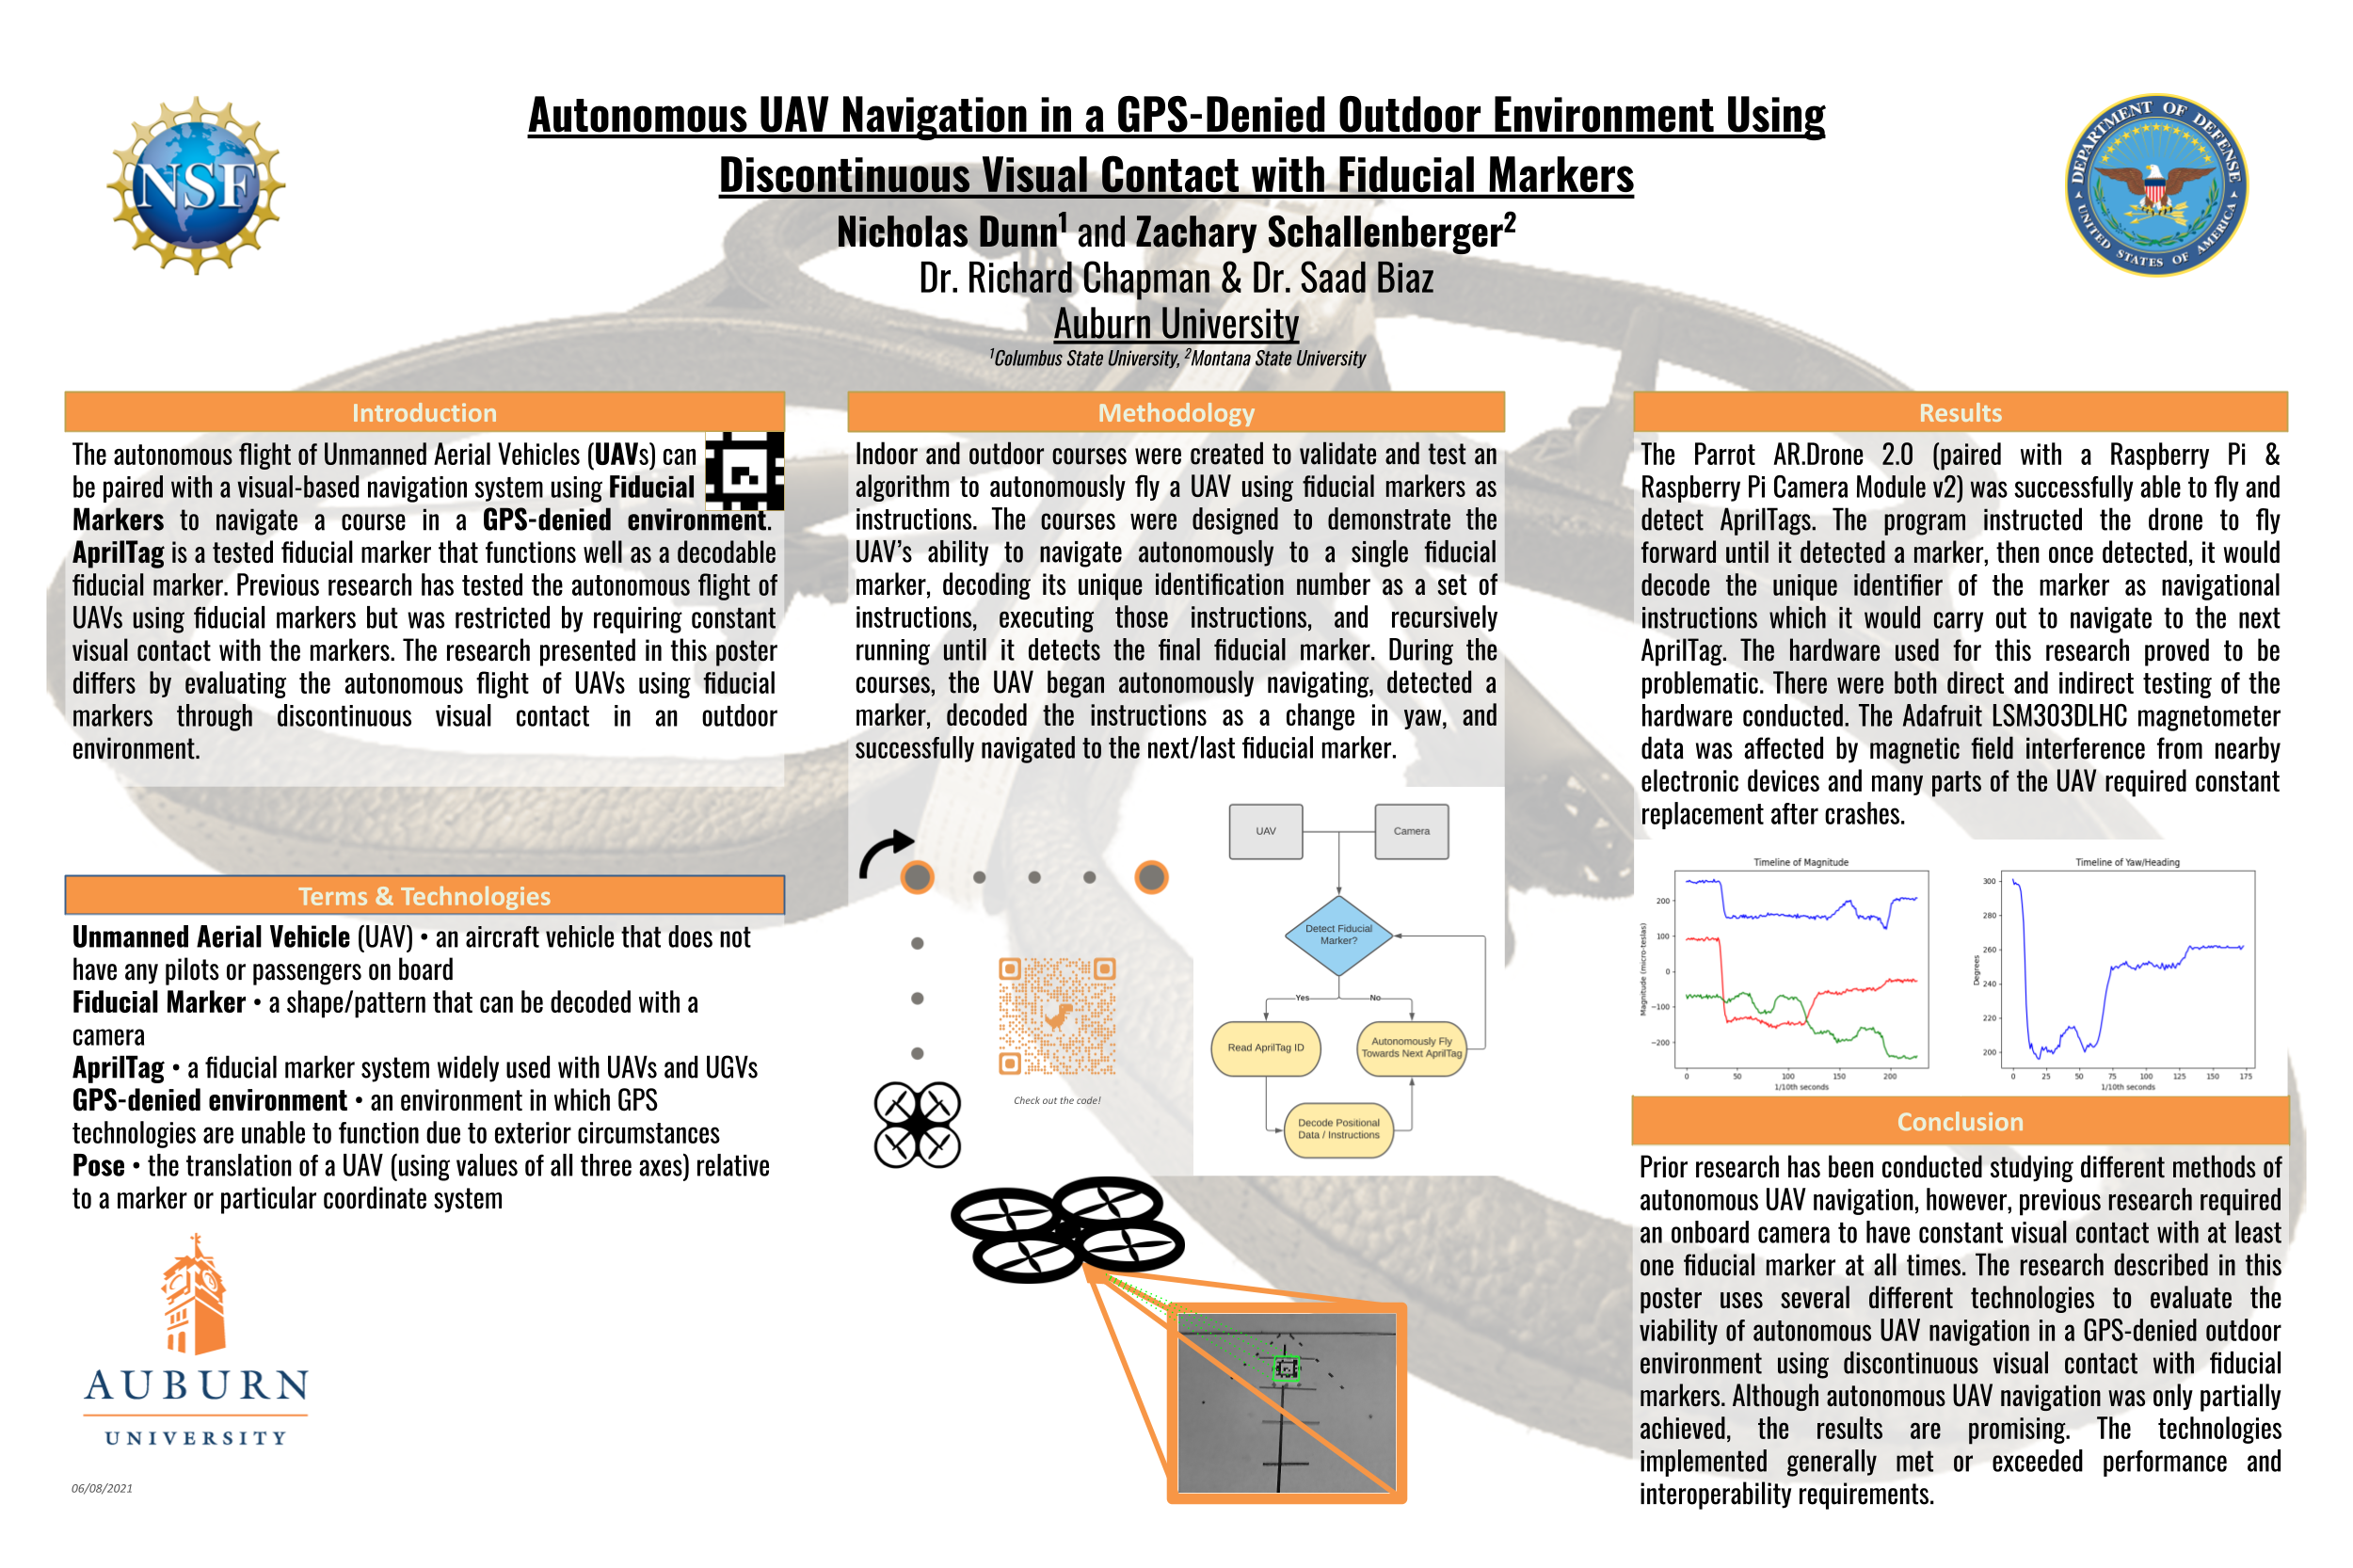 NSF
Autonomous UAV Navigation in a GPS-Denied Outdoor Environment Using
Discontinuous Visual Contact with Fiducial Markers
Nicholas Dunn1 and Zachary Schallenberger2
Dr. Richard Chapman & Dr. Saad Biaz
Auburn University
1Columbus State University, 2Montana State University
DEPARTMENT OF DEFENSE
UNITED STATES OF AMERICA
Introduction
The autonomous flight of Unmanned Aerial Vehicles (UAVs) can
be paired with a visual-based navigation system using Fiducial
Markers to navigate a course in a GPS-denied environment.
AprilTag is a tested fiducial marker that functions well as a decodable
fiducial marker. Previous research has tested the autonomous flight of
UAVs using fiducial markers but was restricted by requiring constant
visual contact with the markers. The research presented in this poster
differs by evaluating the autonomous flight of UAVs using fiducial
markers through discontinuous visual contact in an outdoor
environment.
Terms & Technologies
Unmanned Aerial Vehicle (UAV) • an aircraft vehicle that does not
have any pilots or passengers on board
Fiducial Marker • a shape/pattern that can be decoded with a
camera
AprilTag • a fiducial marker system widely used with UAVs and UGVs
GPS-denied environment • an environment in which GPS
technologies are unable to function due to exterior circumstances
Pose • the translation of a UAV (using values of all three axes) relative
to a marker or particular coordinate system
AUBURN
UNIVERSITY
06/08/2021
Methodology
Indoor and outdoor courses were created to validate and test an
algorithm to autonomously fly a UAV using fiducial markers as
instructions. The courses were designed to demonstrate the
UAV's ability to navigate autonomously to a single fiducial
marker, decoding its unique identification number as a set of
instructions, executing those instructions, and recursively
running until it detects the final fiducial marker. During the
courses, the UAV began autonomously navigating, detected a
marker, decoded the instructions as a change in yaw, and
successfully navigated to the next/last fiducial marker.
Check out the code!
UAV
Camera
Detect Fiducial
Marker?
Yes
No
Read AprilTag ID
Autonomously Fly
Towards Next AprilTag
Decode Positional
Data / Instructions
Results
The Parrot AR.Drone 2.0 (paired with a Raspberry Pi &
Raspberry Pi Camera Module v2) was successfully able to fly and
detect AprilTags. The program instructed the drone to fly
forward until it detected a marker, then once detected, it would
decode the unique identifier of the marker as navigational
instructions which it would carry out to navigate to the next
AprilTag. The hardware used for this research proved to be
problematic. There were both direct and indirect testing of the
hardware conducted. The Adafruit LSM303DLHC magnetometer
data was affected by magnetic field interference from nearby
electronic devices and many parts of the UAV required constant
replacement after crashes.
Timeline of Magnitude
Magnitude (micro-teslas)
200
100
0
−100
−200
0 50 100 150 200
1/10th seconds
Timeline of Yaw/Heading
Degrees
300
280
260
240
220
200
0 25 50 75 100 125 150 175
1/10th seconds
Conclusion
Prior research has been conducted studying different methods of
autonomous UAV navigation, however, previous research required
an onboard camera to have constant visual contact with at least
one fiducial marker at all times. The research described in this
poster uses several different technologies to evaluate the
viability of autonomous UAV navigation in a GPS-denied outdoor
environment using discontinuous visual contact with fiducial
markers. Although autonomous UAV navigation was only partially
achieved, the results are promising. The technologies
implemented generally met or exceeded performance and
interoperability requirements.